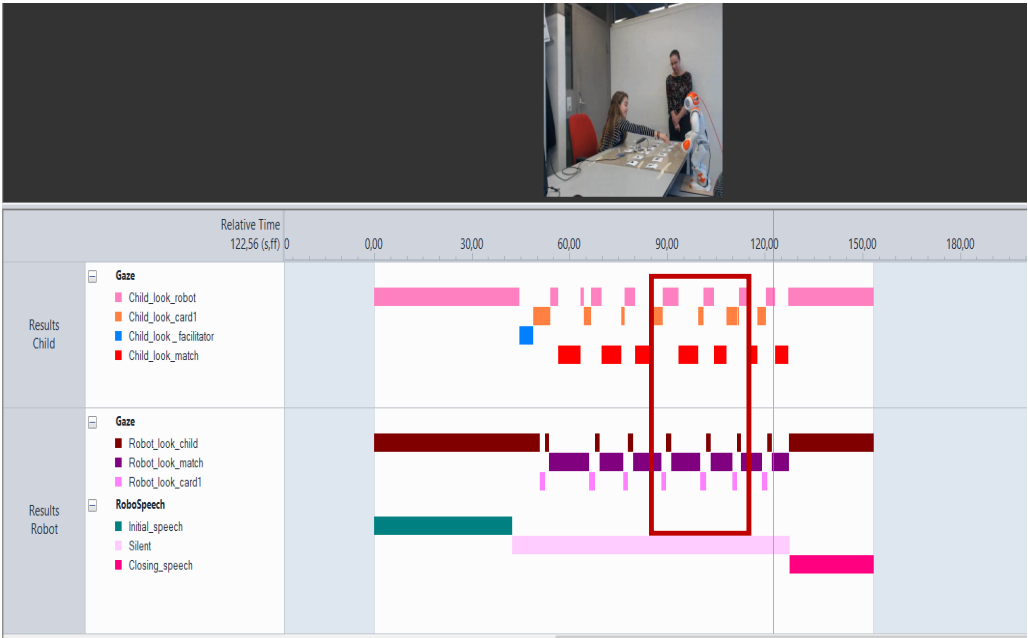 Relative Time
122,56 (s,ff) 0 0,00 30,00 60,00 90,00 120,00 150,00 180,00
Results Child
Gaze
Child_look_robot
Child_look_card1
Child_look _ facilitator
Child_look_match
Results Robot
Gaze
Robot_look_child
Robot_look_match
Robot_look_card1
RoboSpeech
Initial_speech
Silent
Closing_speech